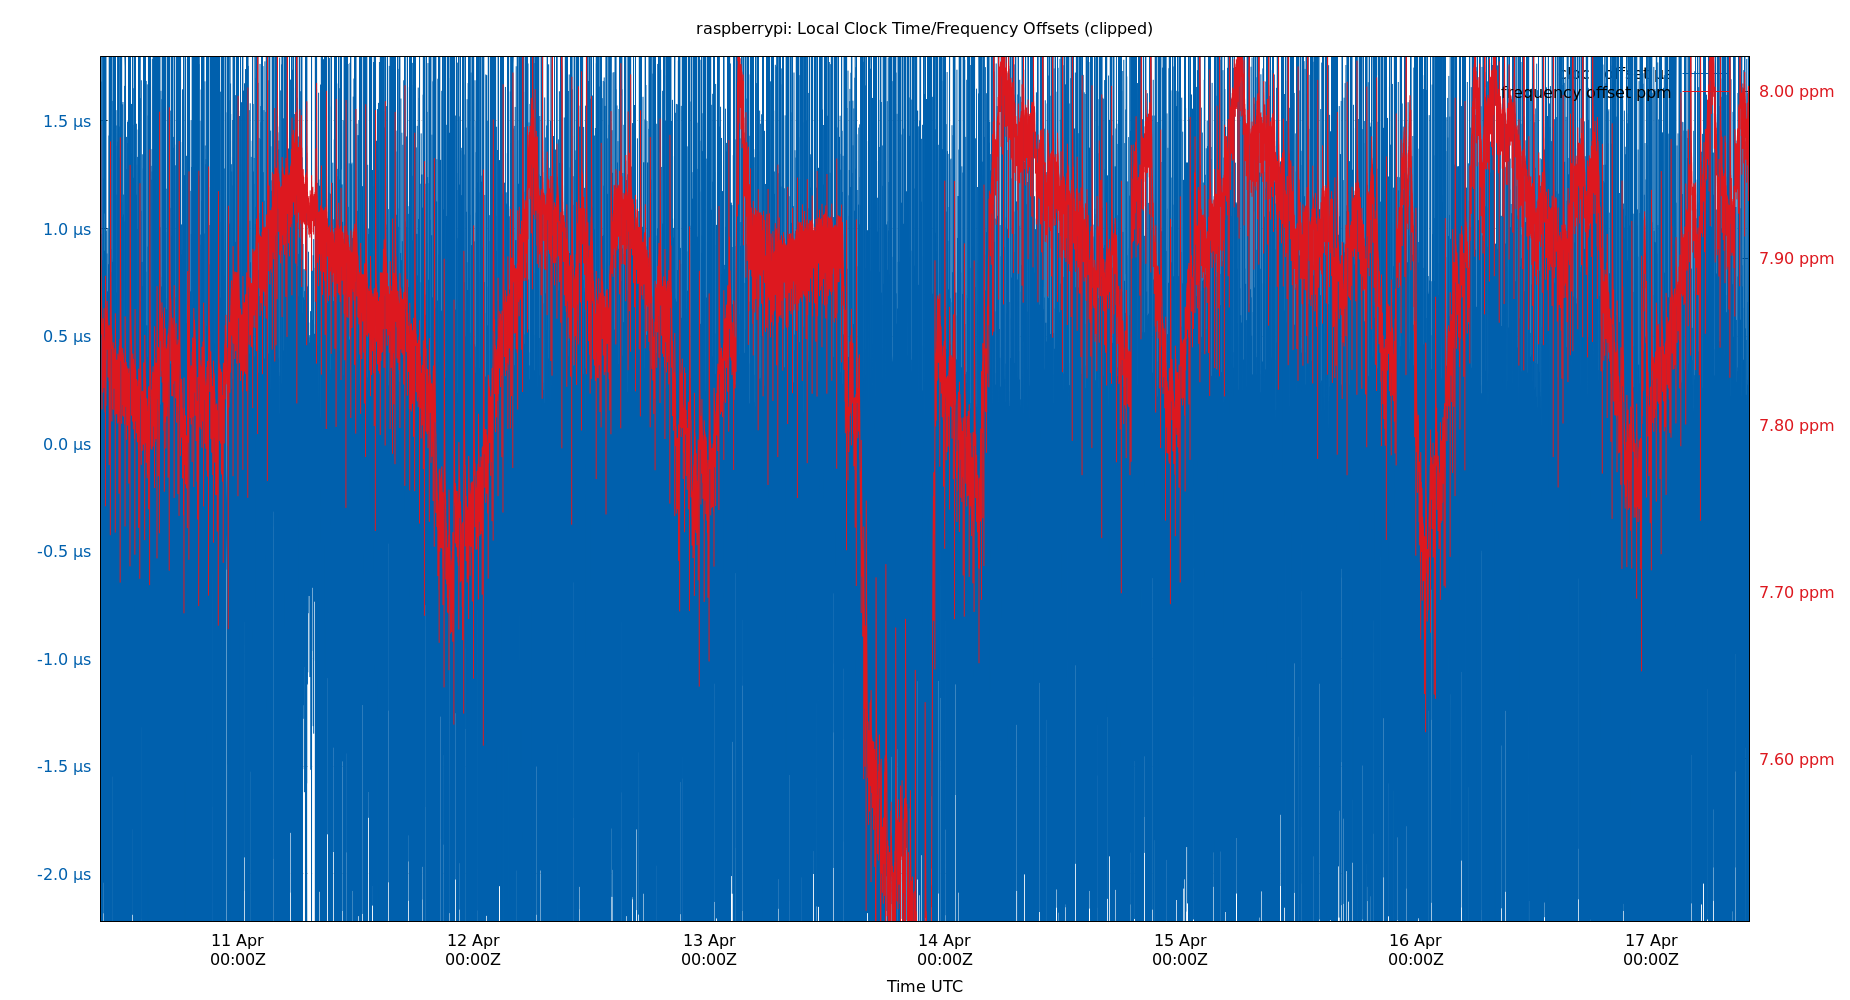 raspberrypi: Local Clock Time/Frequency Offsets (clipped)
clock offset µs
frequency offset ppm
1.5 µs
1.0 µs
0.5 µs
0.0 µs
-0.5 µs
-1.0 µs
-1.5 µs
-2.0 µs
8.00 ppm
7.90 ppm
7.80 ppm
7.70 ppm
7.60 ppm
11 Apr
00:00Z
12 Apr
00:00Z
13 Apr
00:00Z
14 Apr
00:00Z
15 Apr
00:00Z
16 Apr
00:00Z
17 Apr
00:00Z
Time UTC